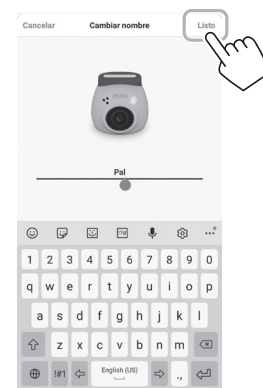 Cancelar Cambiar nombre Listo
Pal
1 2 3 4 5 6 7 8 9 0
q w e r t y u i o p
a s d f g h j k l
z x c v b n m
!#1 English (US) .,